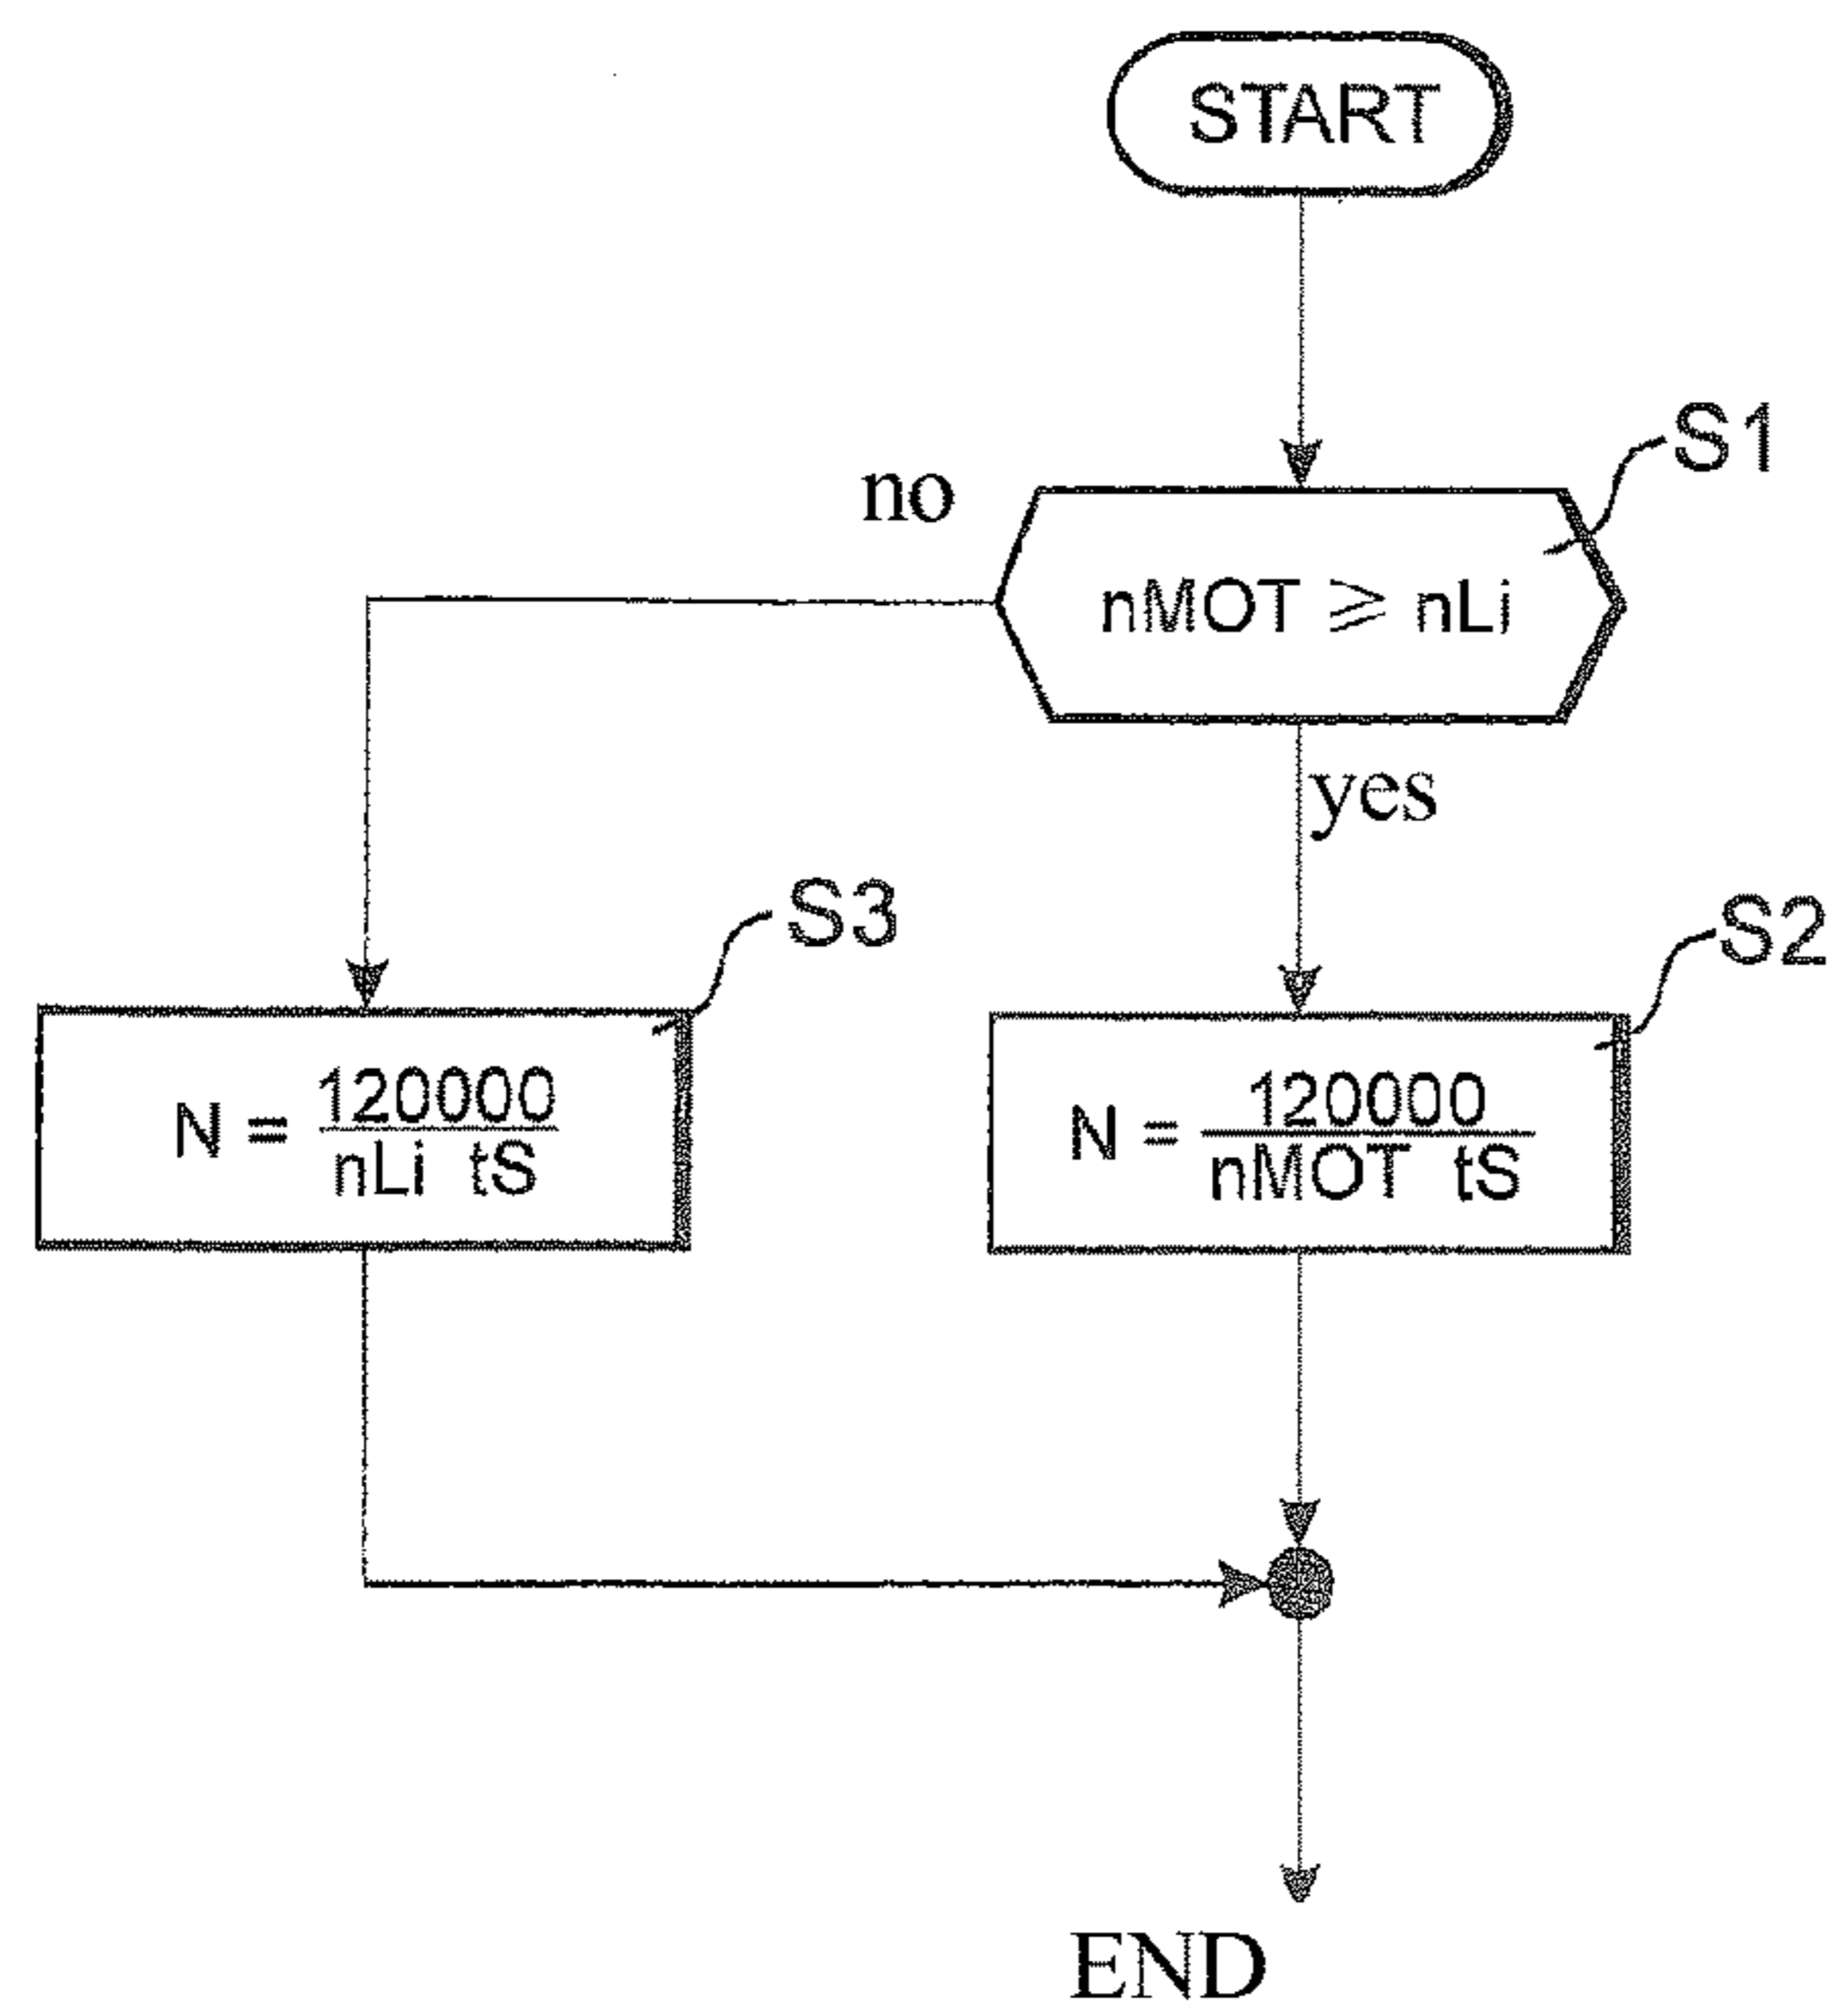 START
S1
no
nMOT ⩾ nLi
yes
S3
S2
N = 120000 / nLi tS
N = 120000 / nMOT tS
END